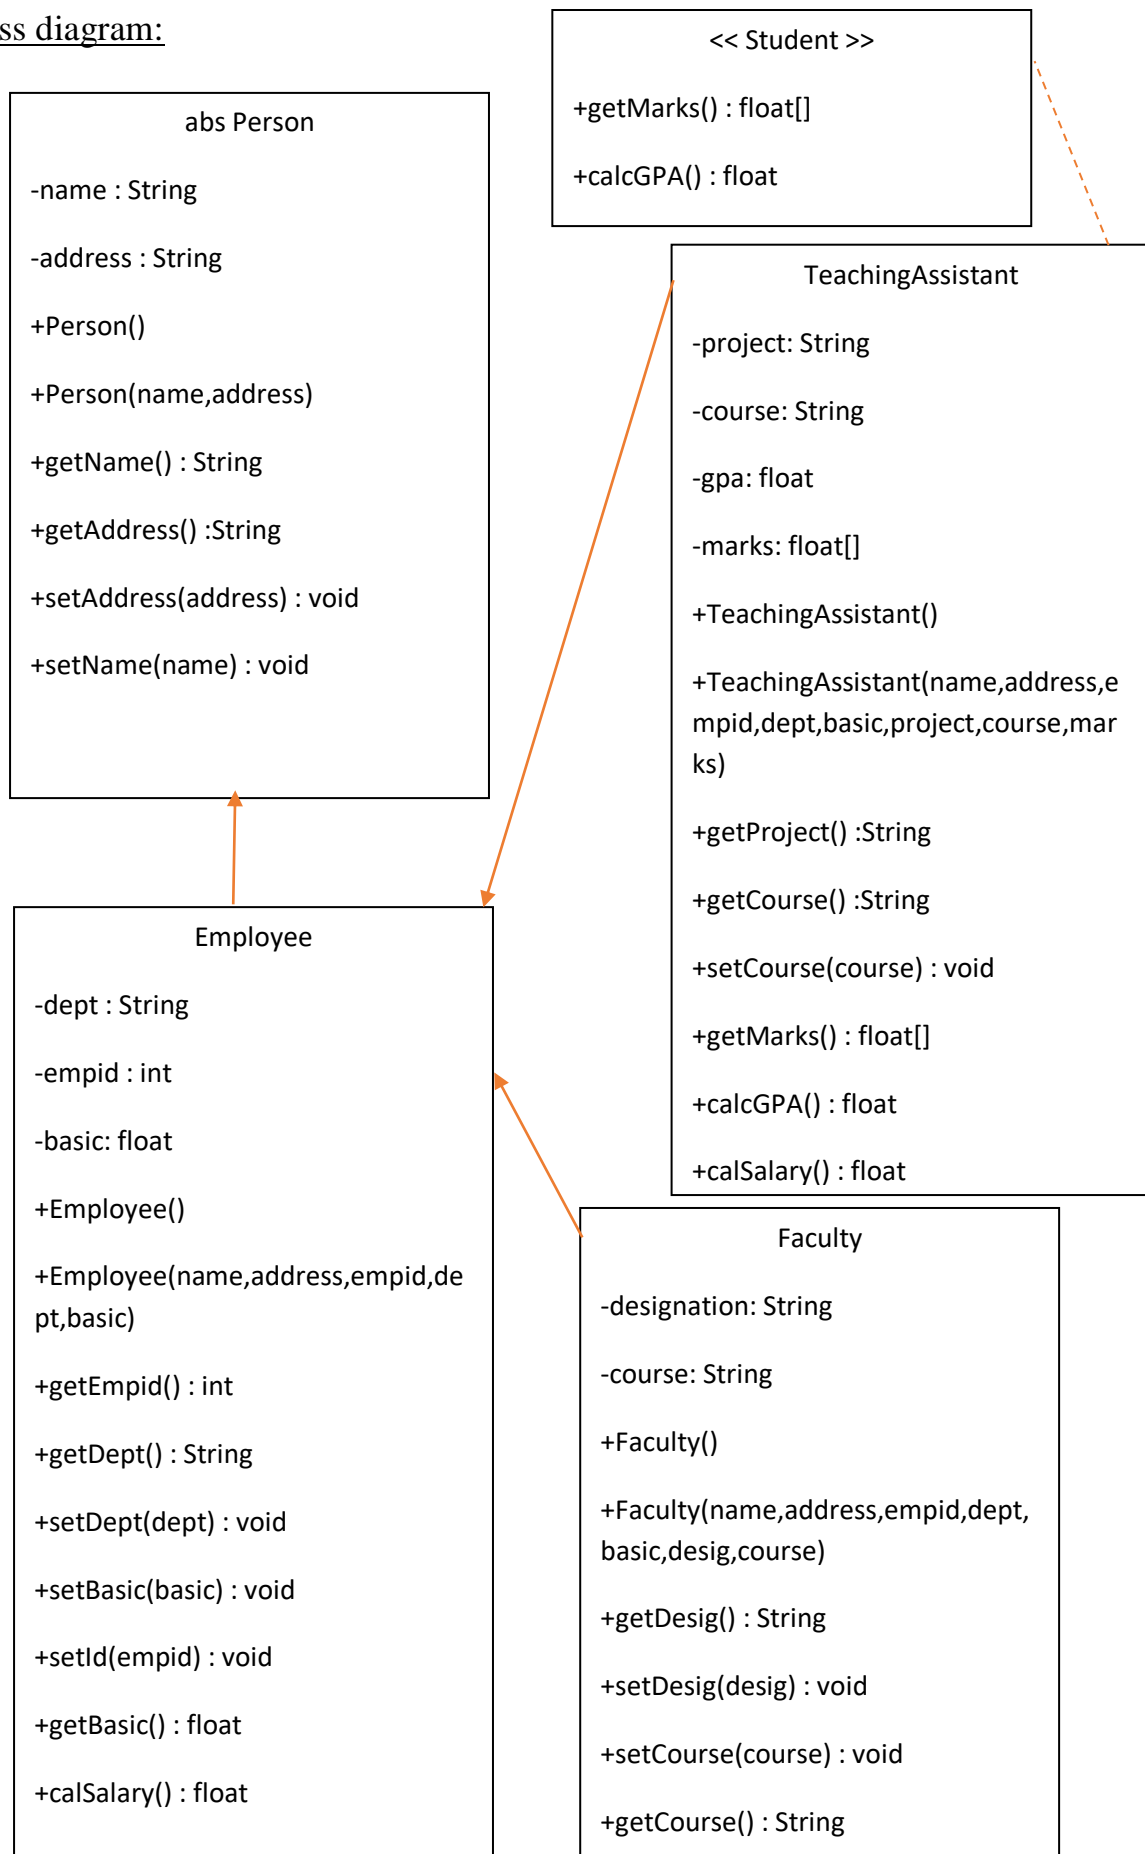 ss diagram:
<< Student >>
+getMarks() : float[]
+calcGPA() : float
abs Person
-name : String
-address : String
+Person()
+Person(name,address)
+getName() : String
+getAddress() :String
+setAddress(address) : void
+setName(name) : void
TeachingAssistant
-project: String
-course: String
-gpa: float
-marks: float[]
+TeachingAssistant()
+TeachingAssistant(name,address,e
mpid,dept,basic,project,course,mar
ks)
+getProject() :String
+getCourse() :String
+setCourse(course) : void
+getMarks() : float[]
+calcGPA() : float
+calSalary() : float
Employee
-dept : String
-empid : int
-basic: float
+Employee()
+Employee(name,address,empid,de
pt,basic)
+getEmpid() : int
+getDept() : String
+setDept(dept) : void
+setBasic(basic) : void
+setId(empid) : void
+getBasic() : float
+calSalary() : float
Faculty
-designation: String
-course: String
+Faculty()
+Faculty(name,address,empid,dept,
basic,desig,course)
+getDesig() : String
+setDesig(desig) : void
+setCourse(course) : void
+getCourse() : String